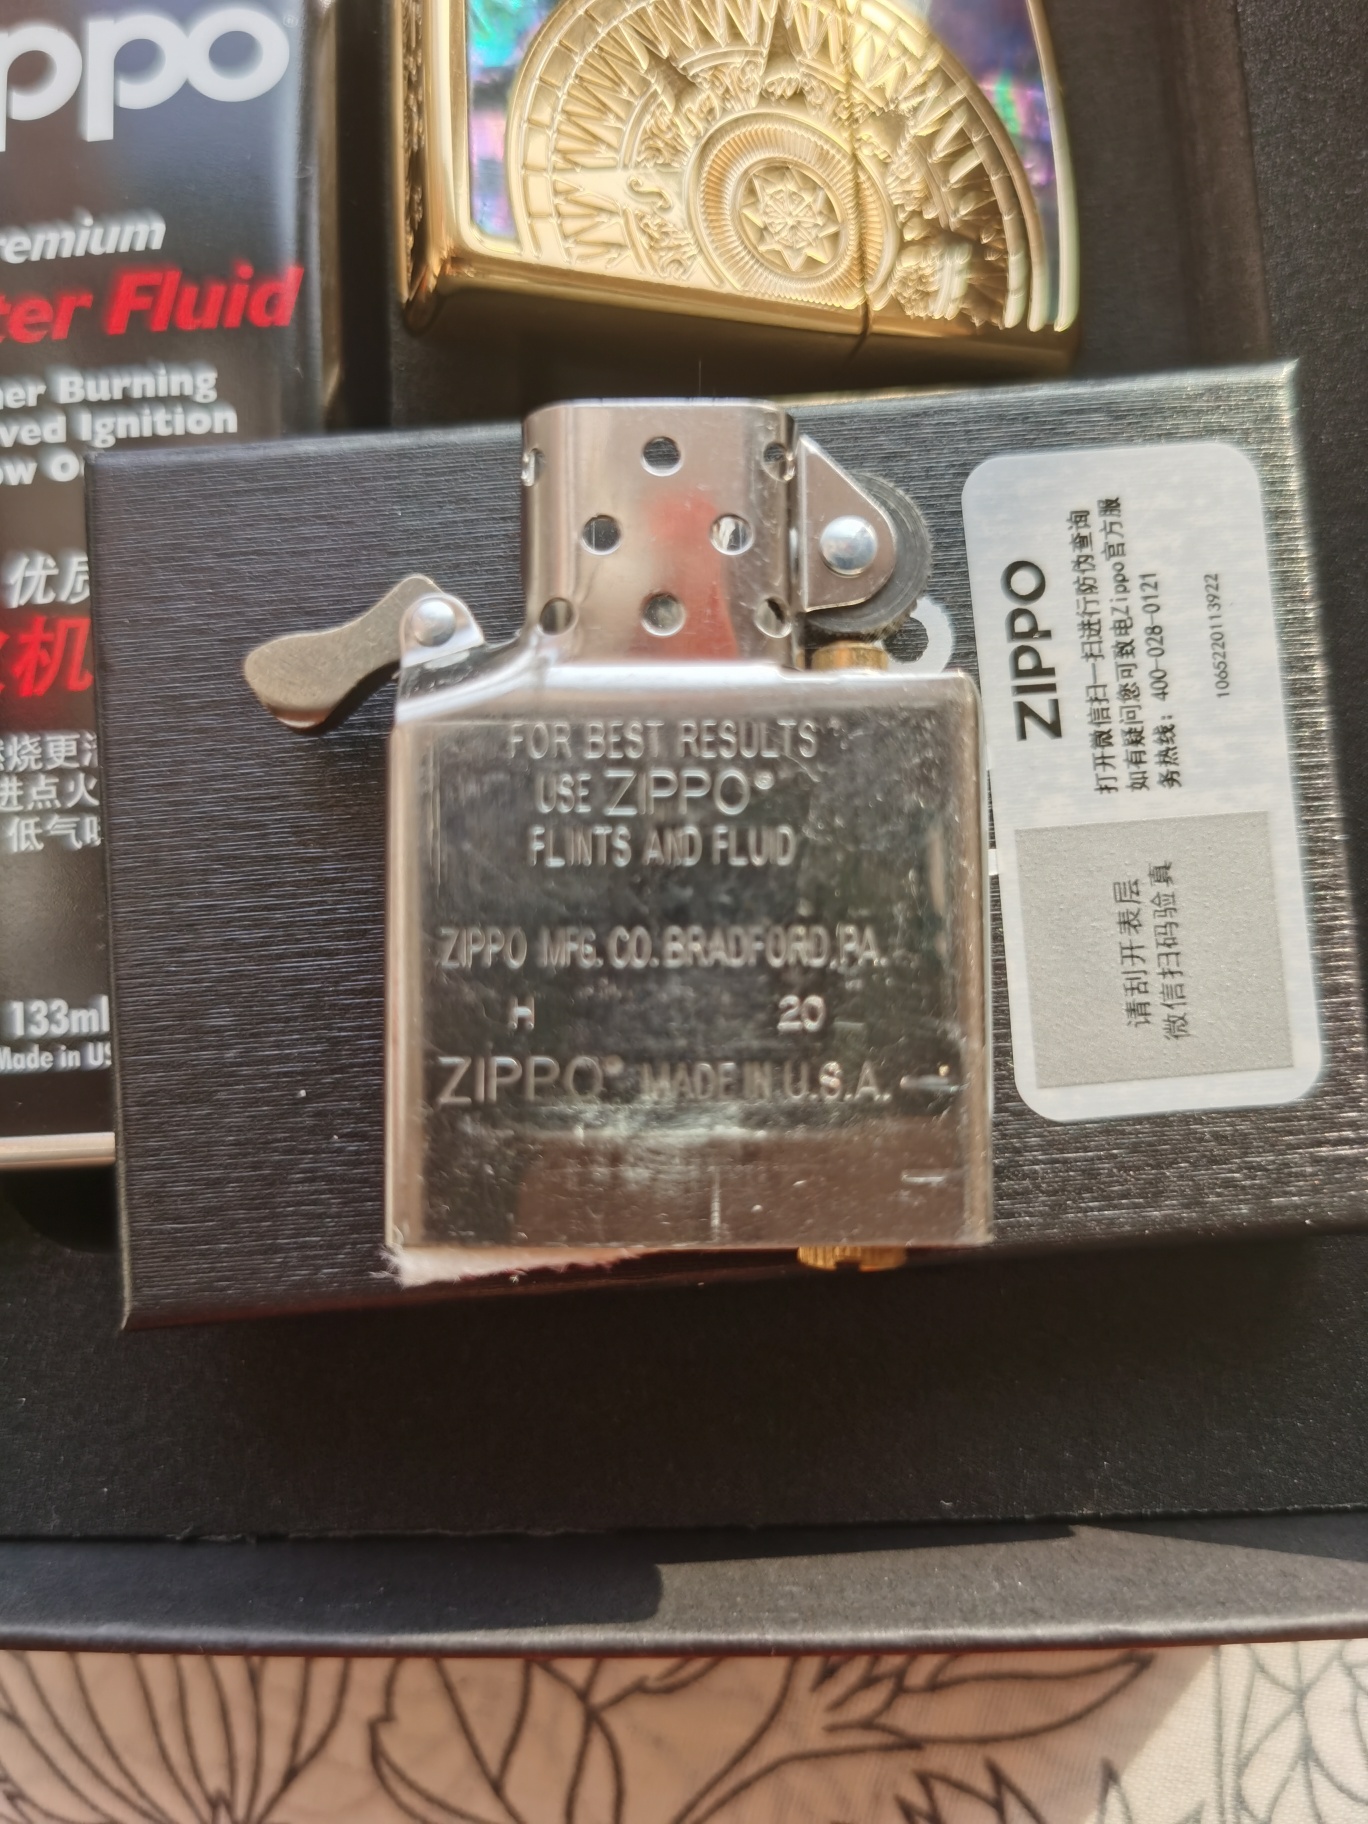 ppo
remium
ter Fluid
ner Burning
ved Ignition
ow O
优质
机
燃烧更
进点火
低气
133ml
Made in US
FOR BEST RESULTS
USE ZIPPO®
FLINTS AND FLUID
ZIPPO MFG. CO. BRADFORD, PA.
H 20
ZIPPO® MADE IN U.S.A.
ZIPPO
打开微信扫一扫进行防伪查询
如有疑问您可致电Zippo官方服
务热线：400-028-0121
1065220113922
请刮开表层
微信扫码验真